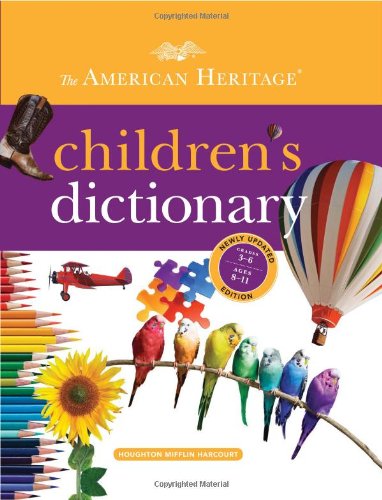 Copyrighted Material
The AMERICAN HERITAGE®
children's
dictionary
NEWLY UPDATED
GRADES
3–6
AGES
8–11
EDITION
HOUGHTON MIFFLIN HARCOURT
Copyrighted Material